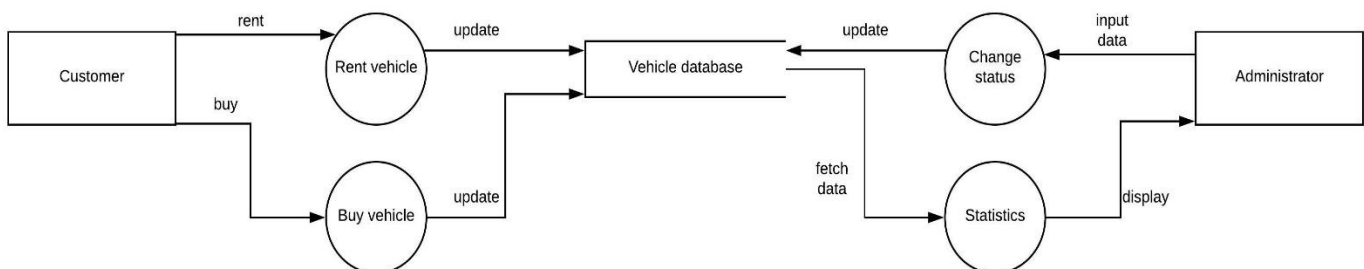 rent
update
update
input
data
Customer
Rent vehicle
Vehicle database
Change
status
Administrator
buy
fetch
data
update
display
Buy vehicle
Statistics